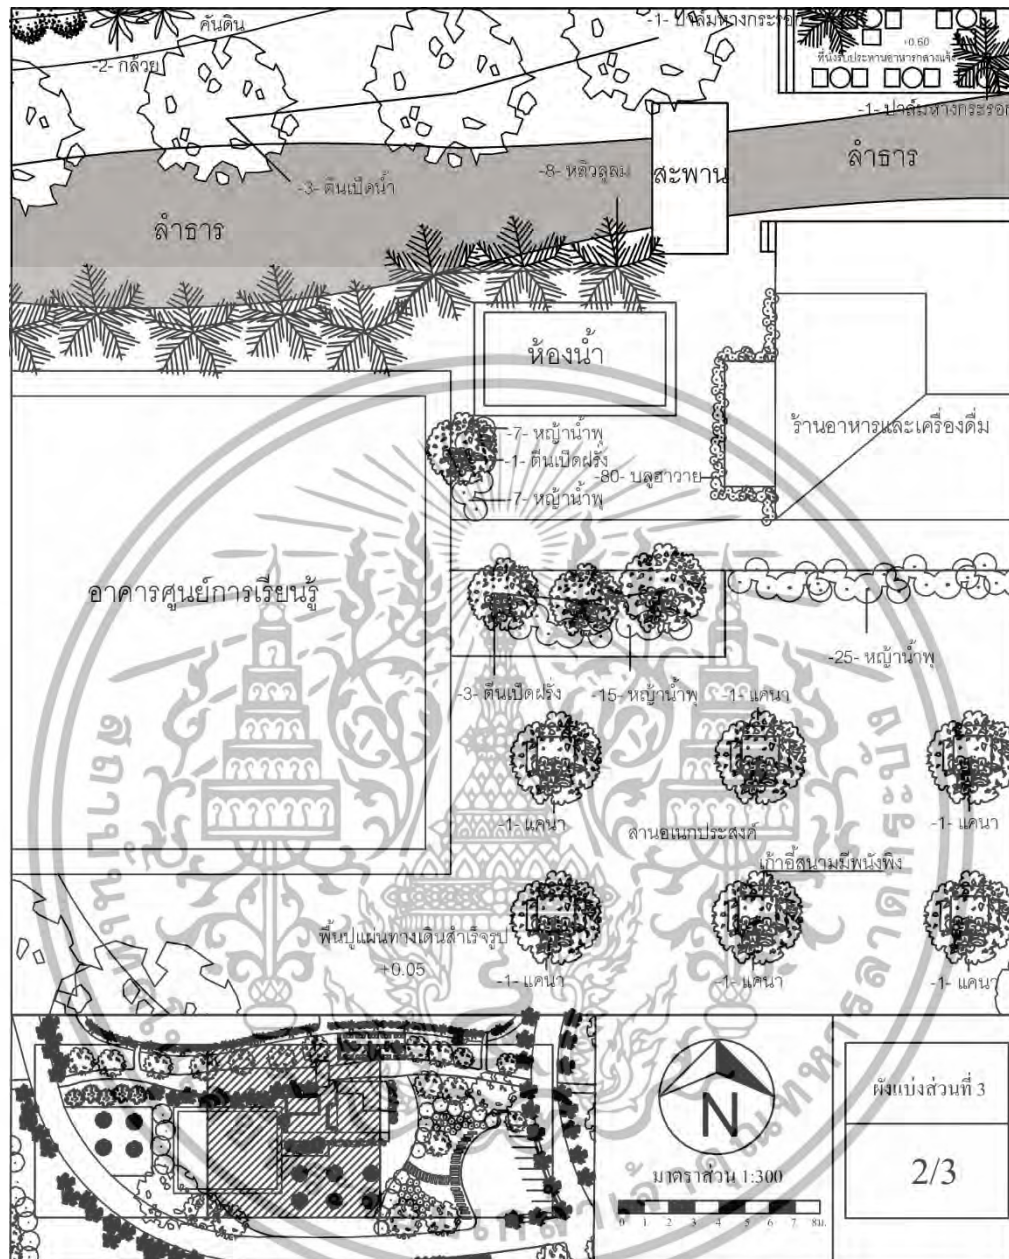 คันดิน
-1- ปาล์มหางกระรอก
+0.60
ที่นั่งรับประทานอาหารกลางแจ้ง
-2- กล้วย
-1- ปาล์มหางกระรอก
ลำธาร
-8- หลิวลู่ลม
สะพาน
-3- ตีนเป็ดน้ำ
ลำธาร
ห้องน้ำ
ร้านอาหารและเครื่องดื่ม
-7- หญ้าน้ำพุ
-1- ตีนเป็ดฝรั่ง
-80- บลูฮาวาย
-7- หญ้าน้ำพุ
อาคารศูนย์การเรียนรู้
-25- หญ้าน้ำพุ
-3- ตีนเป็ดฝรั่ง
-15- หญ้าน้ำพุ
-1- แคนา
-1- แคนา
ลานอเนกประสงค์
-1- แคนา
เก้าอี้สนามมีพนังพิง
พื้นปูแผ่นทางเดินสำเร็จรูป
+0.05
-1- แคนา
-1- แคนา
-1- แคนา
N
มาตราส่วน 1:300
0 1 2 3 4 5 6 7 8ม.
ผังแบ่งส่วนที่ 3
2/3